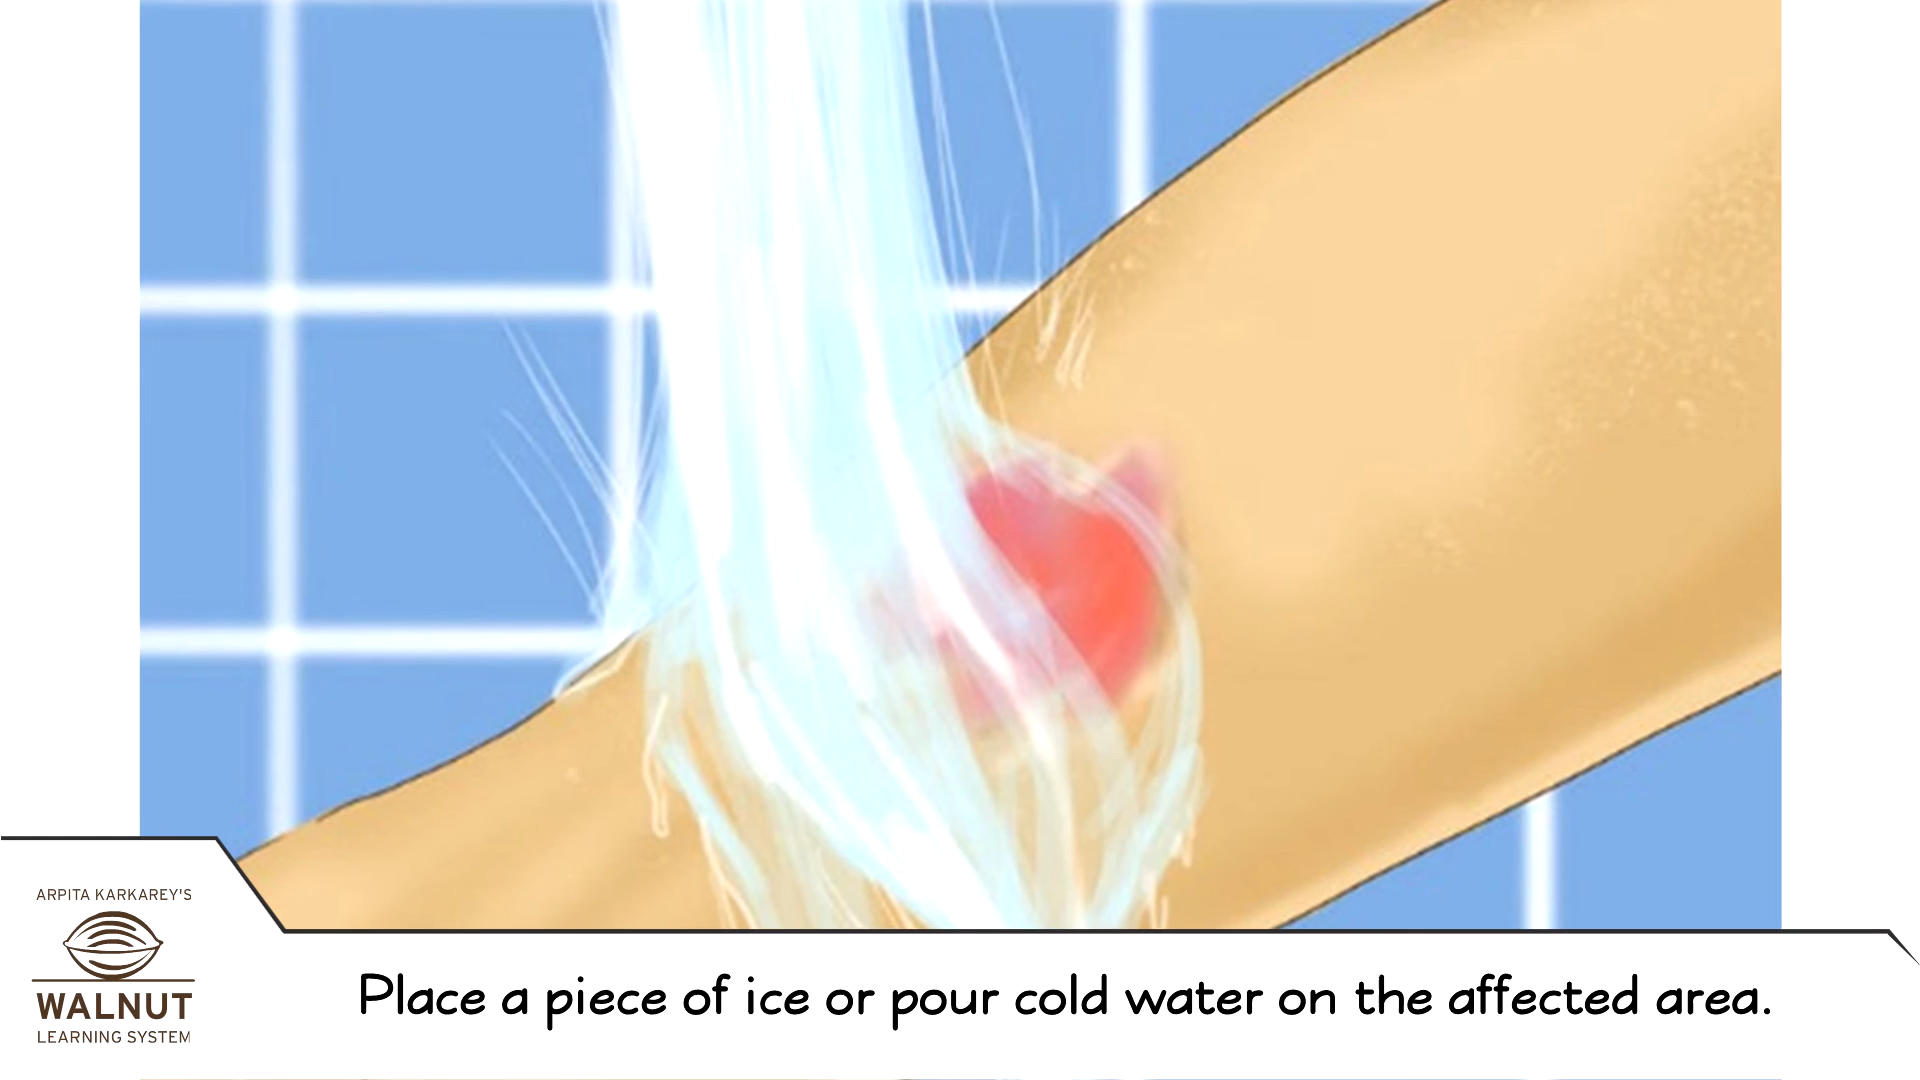 ARPITA KARKAREY'S
WALNUT
LEARNING SYSTEM
Place a piece of ice or pour cold water on the affected area.